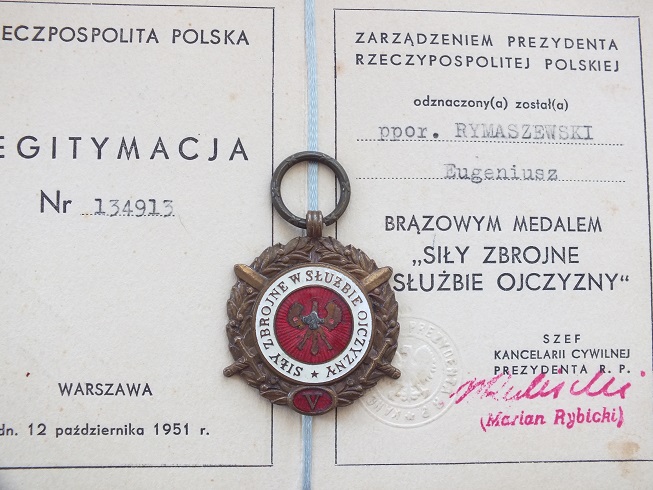 RZECZPOSPOLITA POLSKA
LEGITYMACJA
Nr 134913
WARSZAWA
dn. 12 października 1951 r.
ZARZĄDZENIEM PREZYDENTA
RZECZYPOSPOLITEJ POLSKIEJ
odznaczony(a) został(a)
ppor. RYMASZEWSKI
Eugeniusz
BRĄZOWYM MEDALEM
„SIŁY ZBROJNE
SŁUŻBIE OJCZYZNY"
SZEF
KANCELARII CYWILNEJ
PREZYDENTA R. P.
(Marian Rybicki)
SIŁY ZBROJNE W SŁUŻBIE OJCZYZNY
V